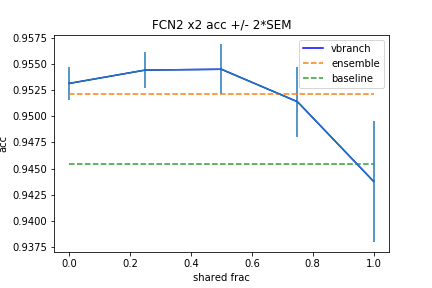 FCN2 x2 acc +/- 2*SEM
0.9575
0.9550
0.9525
0.9500
0.9475
0.9450
0.9425
0.9400
0.9375
acc
vbranch
ensemble
baseline
0.0 0.2 0.4 0.6 0.8 1.0
shared frac